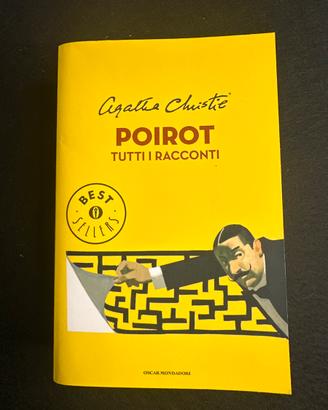 Agatha Christie
POIROT
TUTTI I RACCONTI
BEST
SELLERS
OSCAR MONDADORI